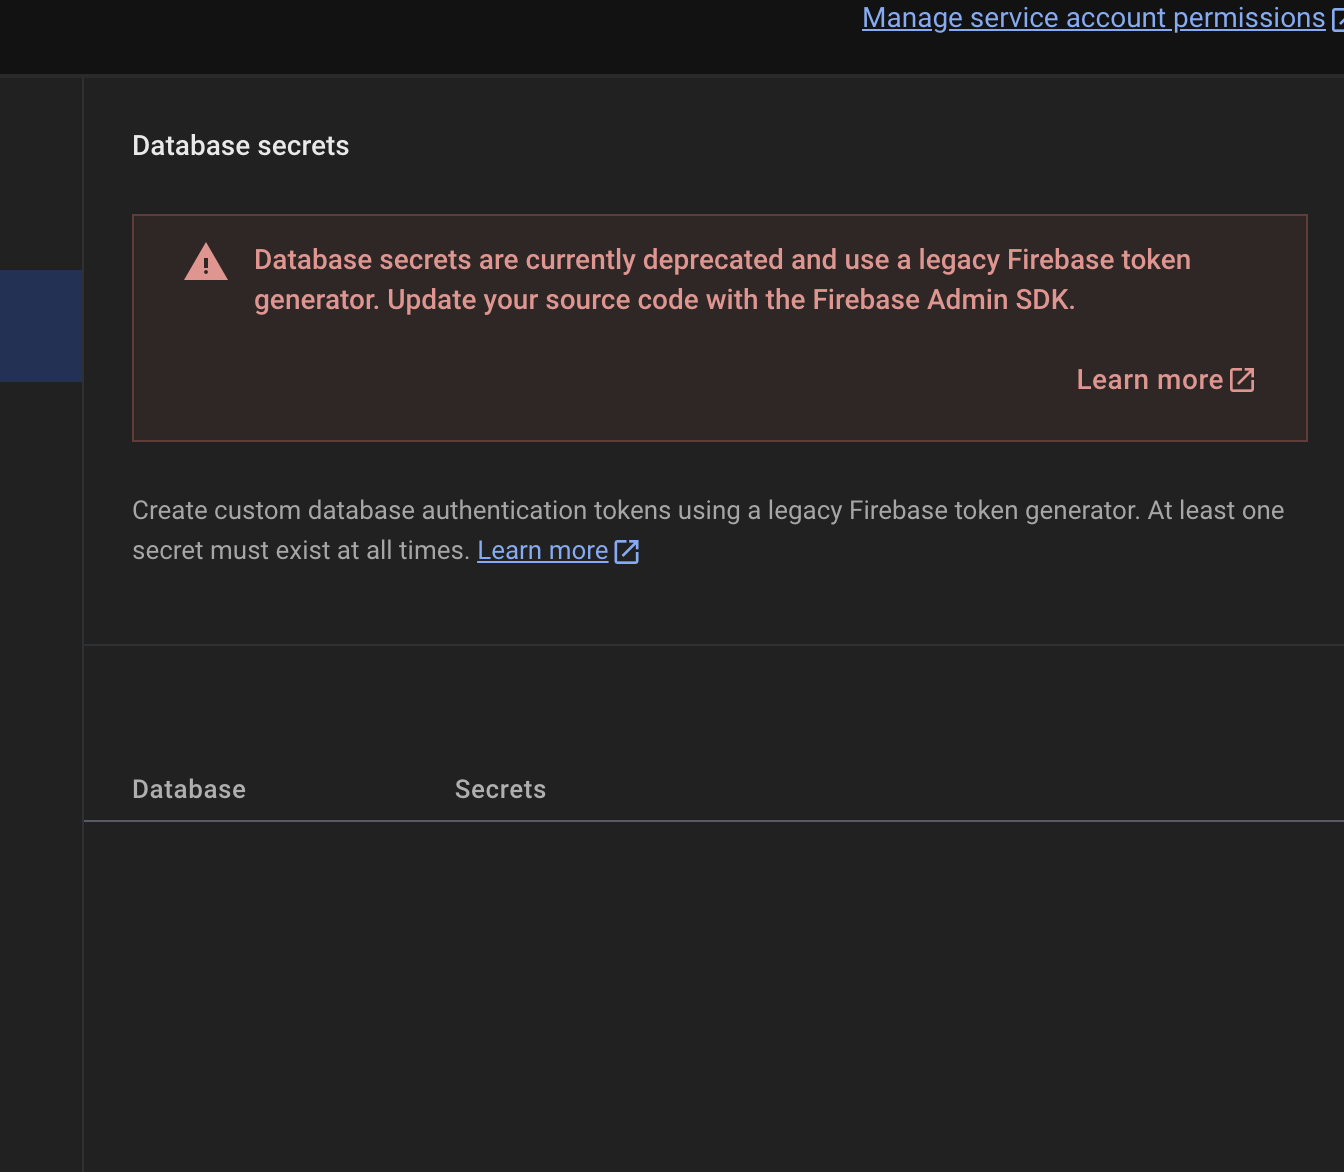 Manage service account permissions
Database secrets
Database secrets are currently deprecated and use a legacy Firebase token
generator. Update your source code with the Firebase Admin SDK.
Learn more
Create custom database authentication tokens using a legacy Firebase token generator. At least one
secret must exist at all times. Learn more
Database Secrets